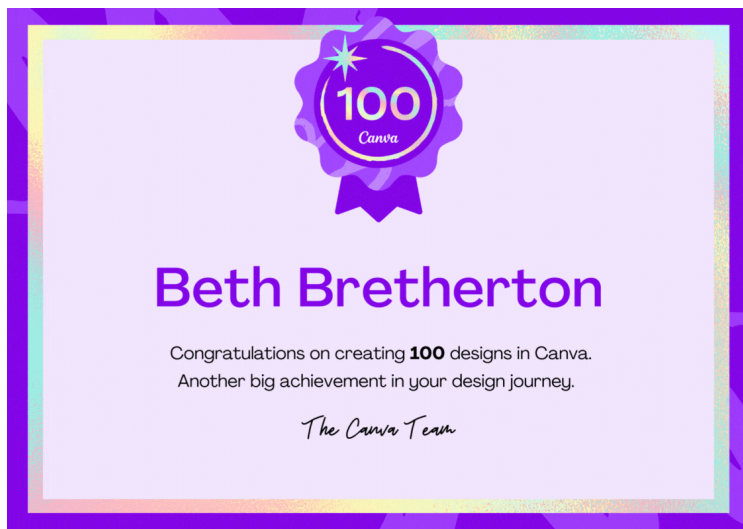 100
Canva
Beth Bretherton
Congratulations on creating 100 designs in Canva.
Another big achievement in your design journey.
The Canva Team